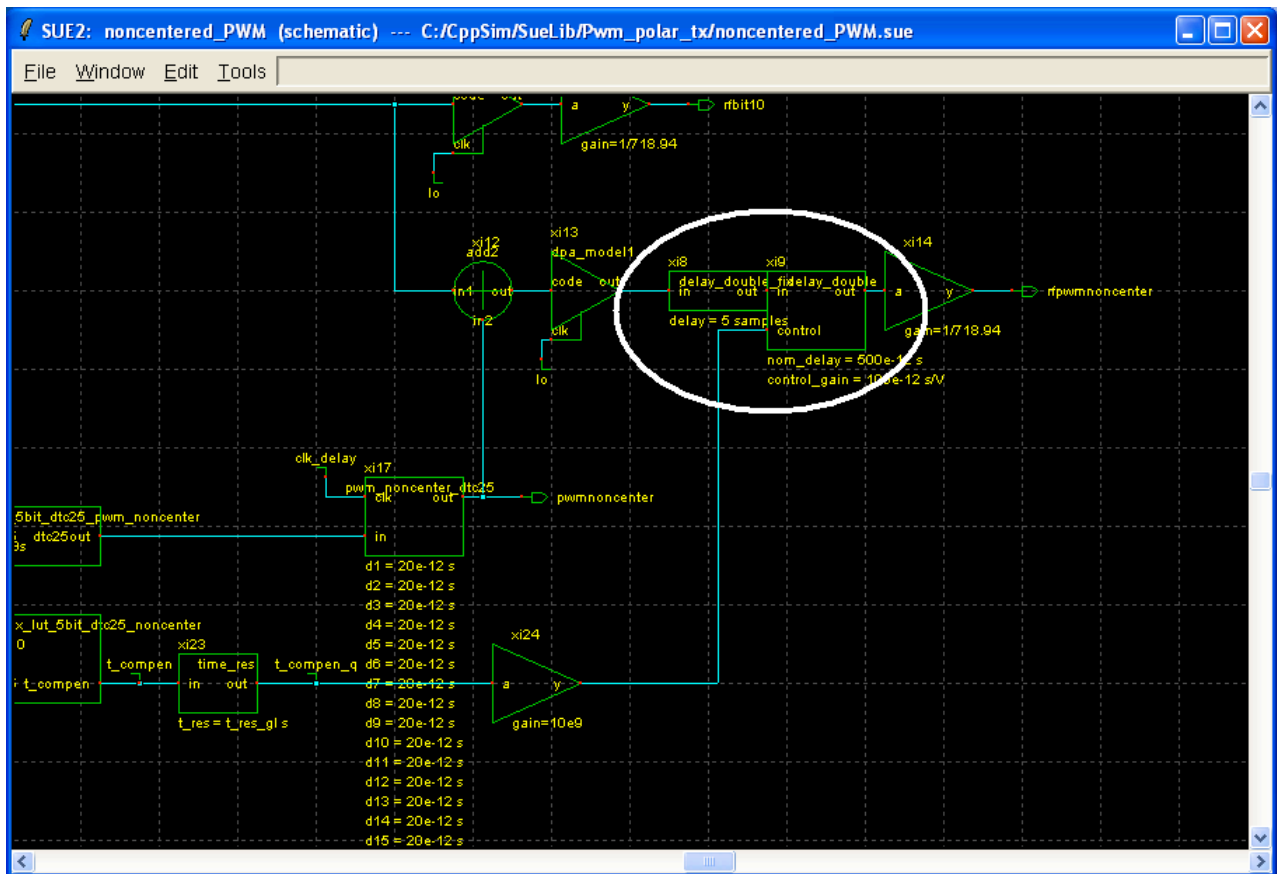 SUE2: noncentered_PWM (schematic) --- C:/CppSim/SueLib/Pwm_polar_tx/noncentered_PWM.sue
File Window Edit Tools
code out
a y
rfbit10
clk
gain=1/718.94
lo
xi12
add2
in1 out
in2
xi13
dpa_model1
code out
clk
lo
xi8
delay_double_fix
in out
delay = 5 samples
xi9
delay_double
in out
control
nom_delay = 500e-12 s
control_gain = 100e-12 s/V
xi14
a y
gain=1/718.94
rfpwmnoncenter
clk_delay
xi17
pwm_noncenter_dtc25
clk out
in
pwmnoncenter
5bit_dtc25_pwm_noncenter
dtc25out
d1 = 20e-12 s
d2 = 20e-12 s
d3 = 20e-12 s
d4 = 20e-12 s
d5 = 20e-12 s
d6 = 20e-12 s
d7 = 20e-12 s
d8 = 20e-12 s
d9 = 20e-12 s
d10 = 20e-12 s
d11 = 20e-12 s
d12 = 20e-12 s
d13 = 20e-12 s
d14 = 20e-12 s
d15 = 20e-12 s
x_lut_5bit_dtc25_noncenter
0
t_compen
t_compen
xi23
time_res
in out
t_res = t_res_gl s
t_compen_q
xi24
a y
gain=10e9